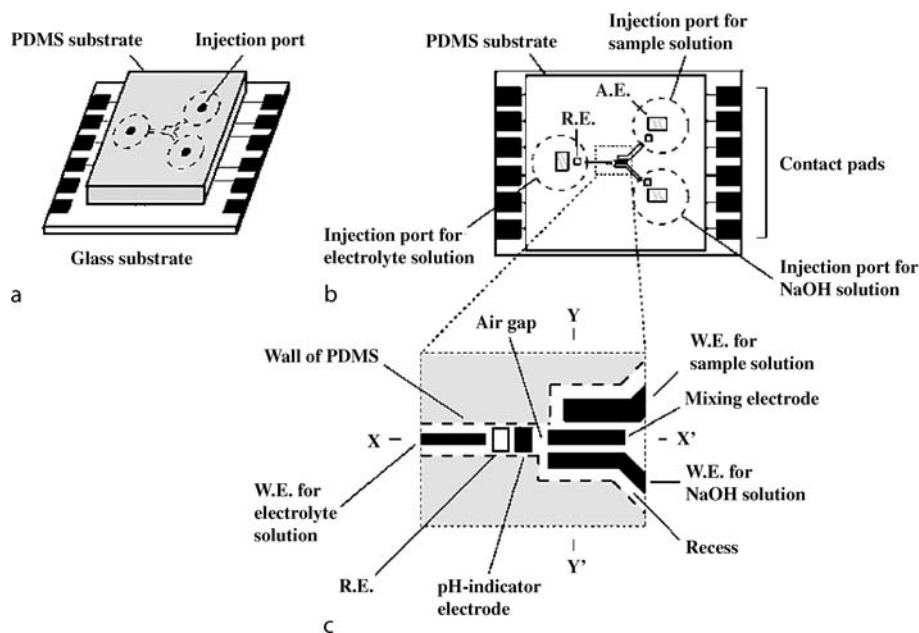 PDMS substrate
Injection port
Glass substrate
a
Injection port for
sample solution
PDMS substrate
A.E.
R.E.
Contact pads
Injection port for
electrolyte solution
Injection port for
NaOH solution
b
Y
Air gap
W.E. for
sample solution
Wall of PDMS
Mixing electrode
X
X'
W.E. for
electrolyte
solution
W.E. for
NaOH solution
Recess
R.E.
pH-indicator
electrode
Y'
c